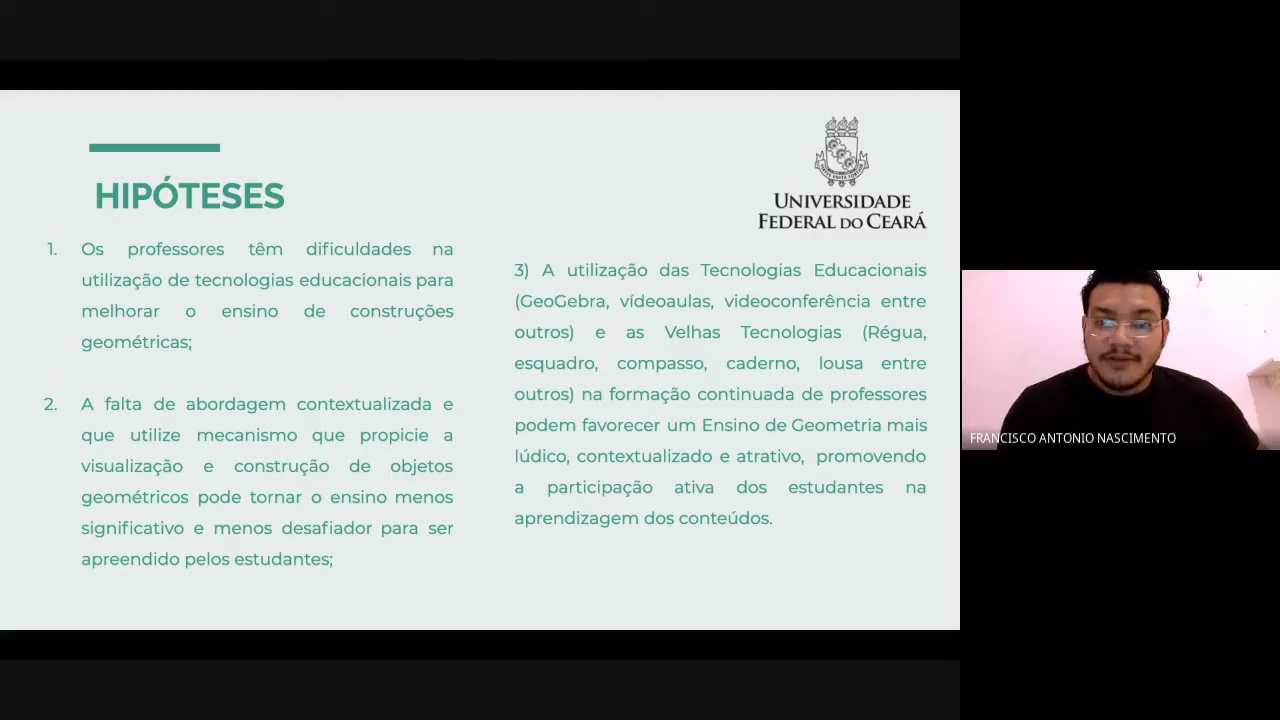 HIPÓTESES
1. Os professores têm dificuldades na
utilização de tecnologias educacionais para
melhorar o ensino de construções
geométricas;
2. A falta de abordagem contextualizada e
que utilize mecanismo que propicie a
visualização e construção de objetos
geométricos pode tornar o ensino menos
significativo e menos desafiador para ser
apreendido pelos estudantes;
UNIVERSIDADE
FEDERAL DO CEARÁ
3) A utilização das Tecnologias Educacionais
(GeoGebra, vídeoaulas, videoconferência entre
outros) e as Velhas Tecnologias (Régua,
esquadro, compasso, caderno, lousa entre
outros) na formação continuada de professores
podem favorecer um Ensino de Geometria mais
lúdico, contextualizado e atrativo, promovendo
a participação ativa dos estudantes na
aprendizagem dos conteúdos.
FRANCISCO ANTONIO NASCIMENTO